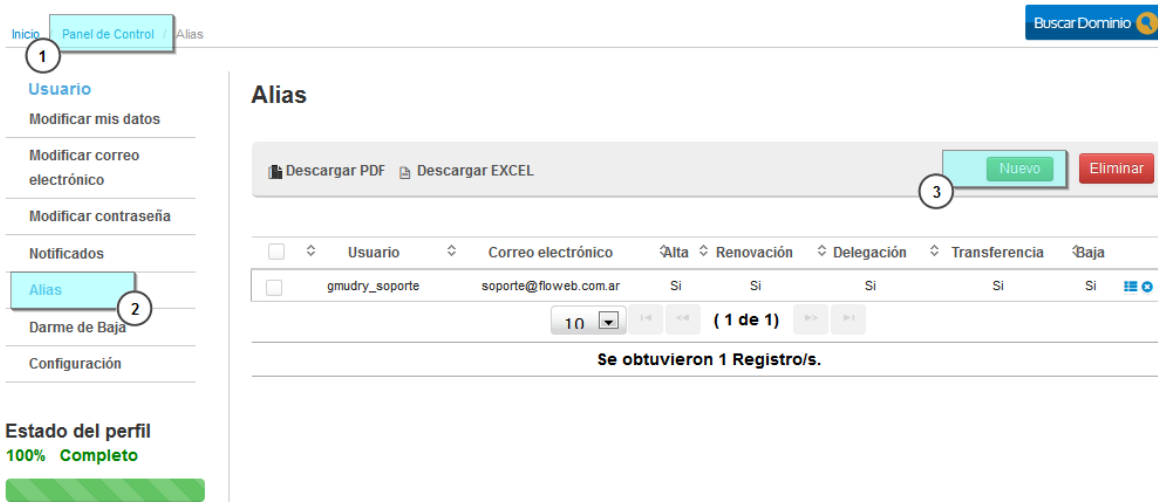 Buscar Dominio
Inicio / Panel de Control / Alias
1
Usuario
Modificar mis datos
Modificar correo
electrónico
Modificar contraseña
Notificados
Alias
2
Darme de Baja
Configuración
Estado del perfil
100% Completo
Alias
Descargar PDF Descargar EXCEL Nuevo Eliminar
3
Usuario Correo electrónico Alta Renovación Delegación Transferencia Baja
gmudry_soporte soporte@floweb.com.ar Si Si Si Si Si
10 (1 de 1)
Se obtuvieron 1 Registro/s.